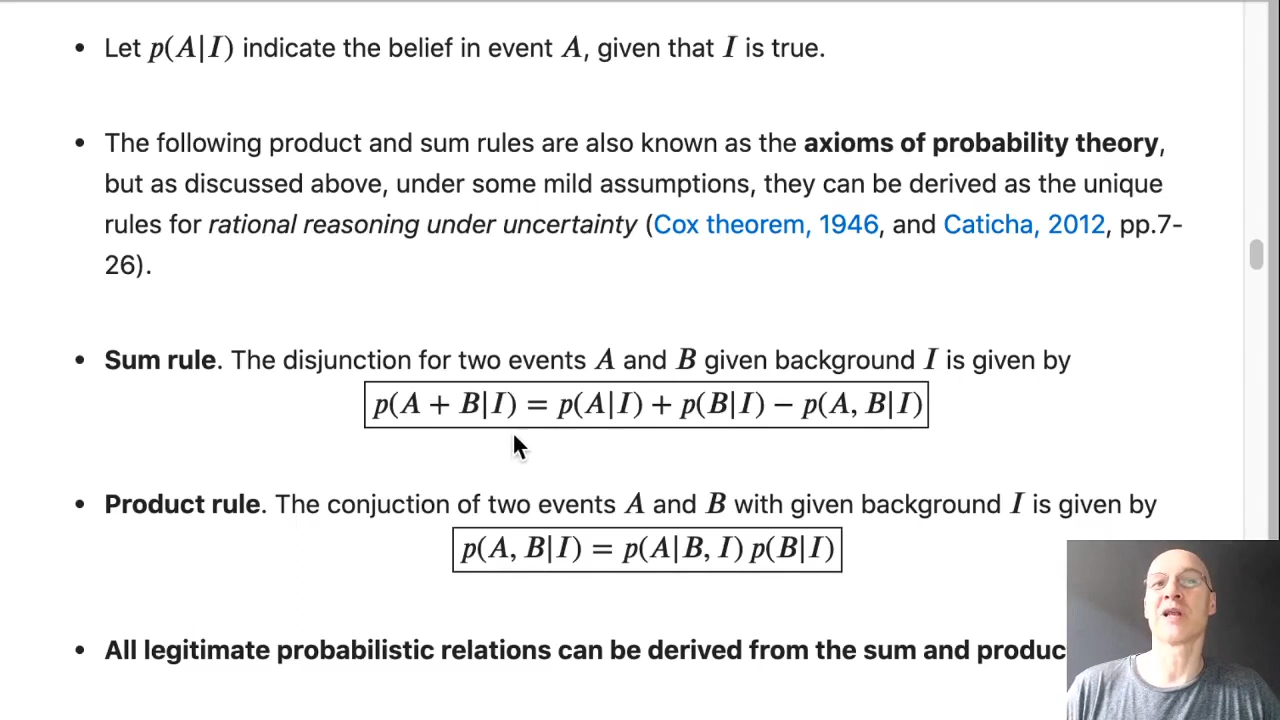 • Let p(A|I) indicate the belief in event A, given that I is true.
• The following product and sum rules are also known as the axioms of probability theory,
but as discussed above, under some mild assumptions, they can be derived as the unique
rules for rational reasoning under uncertainty (Cox theorem, 1946, and Caticha, 2012, pp.7-
26).
• Sum rule. The disjunction for two events A and B given background I is given by
p(A + B|I) = p(A|I) + p(B|I) − p(A, B|I)
• Product rule. The conjuction of two events A and B with given background I is given by
p(A, B|I) = p(A|B, I) p(B|I)
• All legitimate probabilistic relations can be derived from the sum and produc